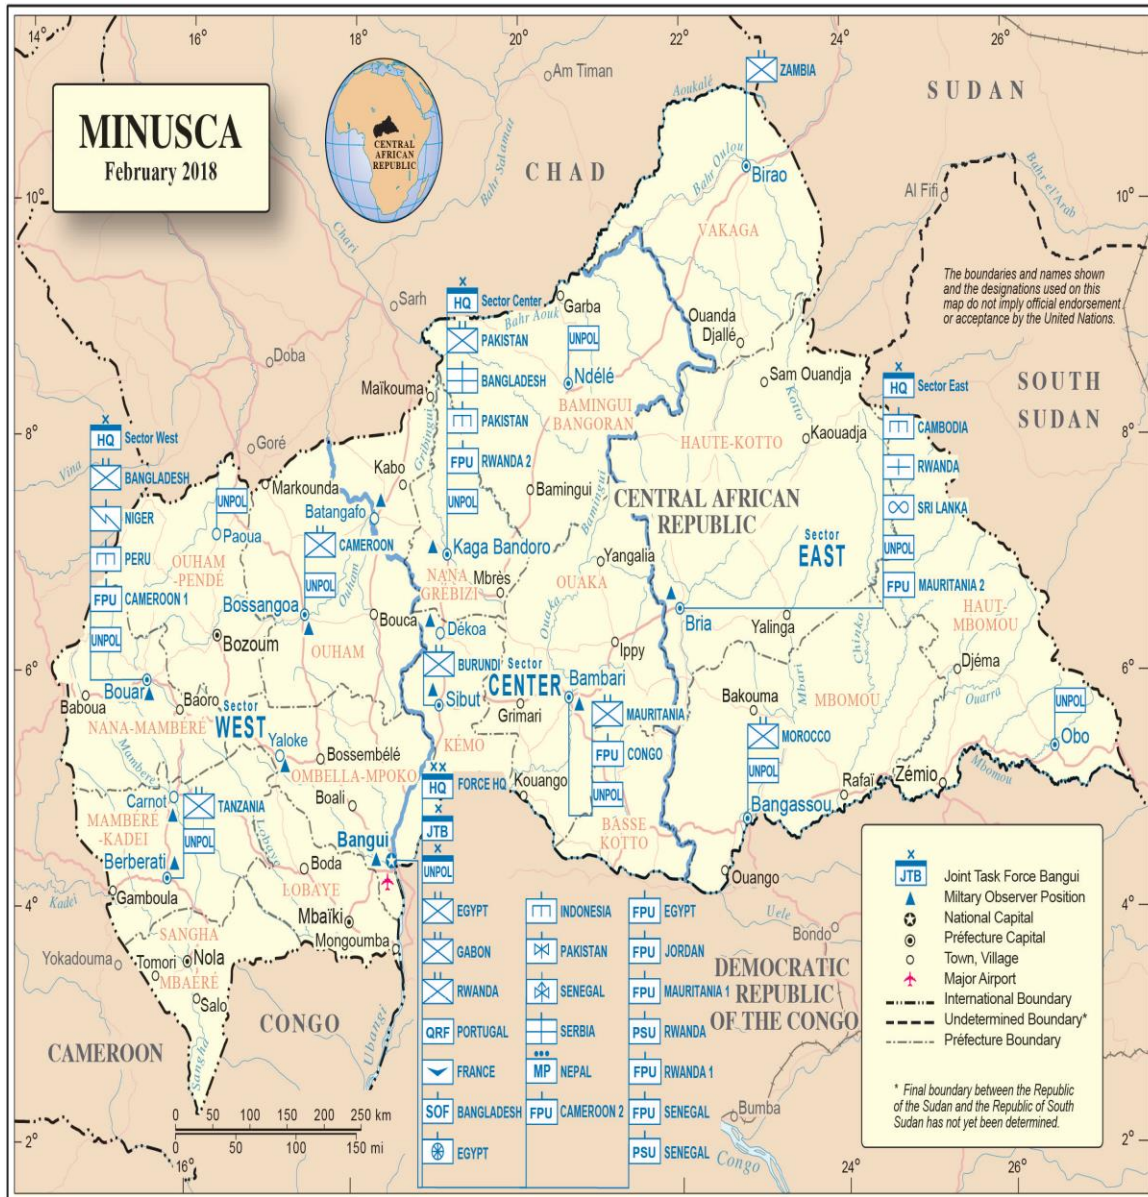 14°
16°
18°
20°
22°
24°
26°
MINUSCA
February 2018
CENTRAL
AFRICAN
REPUBLIC
Am Timan
Aoukalé
ZAMBIA
SUDAN
Bahr Salamat
CHAD
Bahr Oulou
Birao
Al Fifi
Bahr el'Arab
10°
10°
Chari
VAKAGA
The boundaries and names shown
and the designations used on this
map do not imply official endorsement
or acceptance by the United Nations.
Sarh
HQ
Sector Center
Garba
Bahr Aouk
Ouanda
Djallé
PAKISTAN
UNPOL
Doba
BANGLADESH
Ndélé
Sam Ouandja
Maïkouma
SOUTH
SUDAN
HQ
Sector East
PAKISTAN
BAMINGUI
BANGORAN
Kotto
CAMBODIA
8°
8°
HQ
Sector West
Goré
Gribingui
HAUTE-KOTTO
Kaouadja
Vina
FPU
RWANDA 2
RWANDA
BANGLADESH
Kabo
UNPOL
Markounda
UNPOL
Bamingui
Bamingui
CENTRAL AFRICAN
REPUBLIC
SRI LANKA
NIGER
Batangafo
Paoua
Sector
EAST
UNPOL
PERU
CAMEROON
Kaga Bandoro
Yangalia
OUHAM
-PENDÉ
Ouham
NANA
GRÉBIZI
Mbrès
OUAKA
FPU
MAURITANIA 2
FPU
CAMEROON 1
UNPOL
Bossangoa
Bouca
Ouaka
Bria
Yalinga
Chinko
HAUT-
MBOMOU
UNPOL
Bozoum
OUHAM
Dékoa
Ippy
6°
6°
BURUNDI
Sector
CENTER
Mbari
Djéma
Bouar
Ouarra
Baboua
Baoro
Sector
WEST
Sibut
Bambari
Grimari
Bakouma
MBOMOU
UNPOL
NANA-MAMBÉRÉ
MAURITANIA
MOROCCO
Obo
Yaloke
Bossembélé
KÉMO
FPU
CONGO
UNPOL
Mambéré
OMBELLA-MPOKO
HQ
FORCE HQ
Kouango
UNPOL
Rafaï
Zémio
Mbomou
Carnot
TANZANIA
Boali
JTB
BASSE
KOTTO
Bangassou
MAMBÉRÉ
-KADEI
UNPOL
Lobaye
Bangui
UNPOL
Berberati
Boda
Ouango
Gamboula
LOBAYE
Kadei
4°
4°
Mbaïki
Mongoumba
Uele
Bondo
SANGHA
Yokadouma
Tomori
Nola
MBAÉRÉ
Salo
EGYPT
INDONESIA
FPU
EGYPT
GABON
PAKISTAN
FPU
JORDAN
RWANDA
SENEGAL
FPU
MAURITANIA 1
QRF
PORTUGAL
SERBIA
PSU
RWANDA
FRANCE
MP
NEPAL
FPU
RWANDA 1
SOF
BANGLADESH
FPU
CAMEROON 2
FPU
SENEGAL
EGYPT
PSU
SENEGAL
DEMOCRATIC
REPUBLIC
OF THE CONGO
CONGO
CAMEROON
Sangha
Ubangi
Bumba
Congo
0 50 100 150 200 250 km
0 50 100 150 mi
JTB
Joint Task Force Bangui
Miltary Observer Position
National Capital
Préfecture Capital
Town, Village
Major Airport
International Boundary
Undetermined Boundary*
Préfecture Boundary
* Final boundary between the Republic
of the Sudan and the Republic of South
Sudan has not yet been determined.
2°
2°
16°
24°
26°